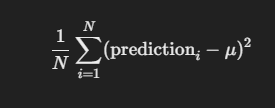 1/N ∑_{i=1}^{N} (prediction_i − μ)²